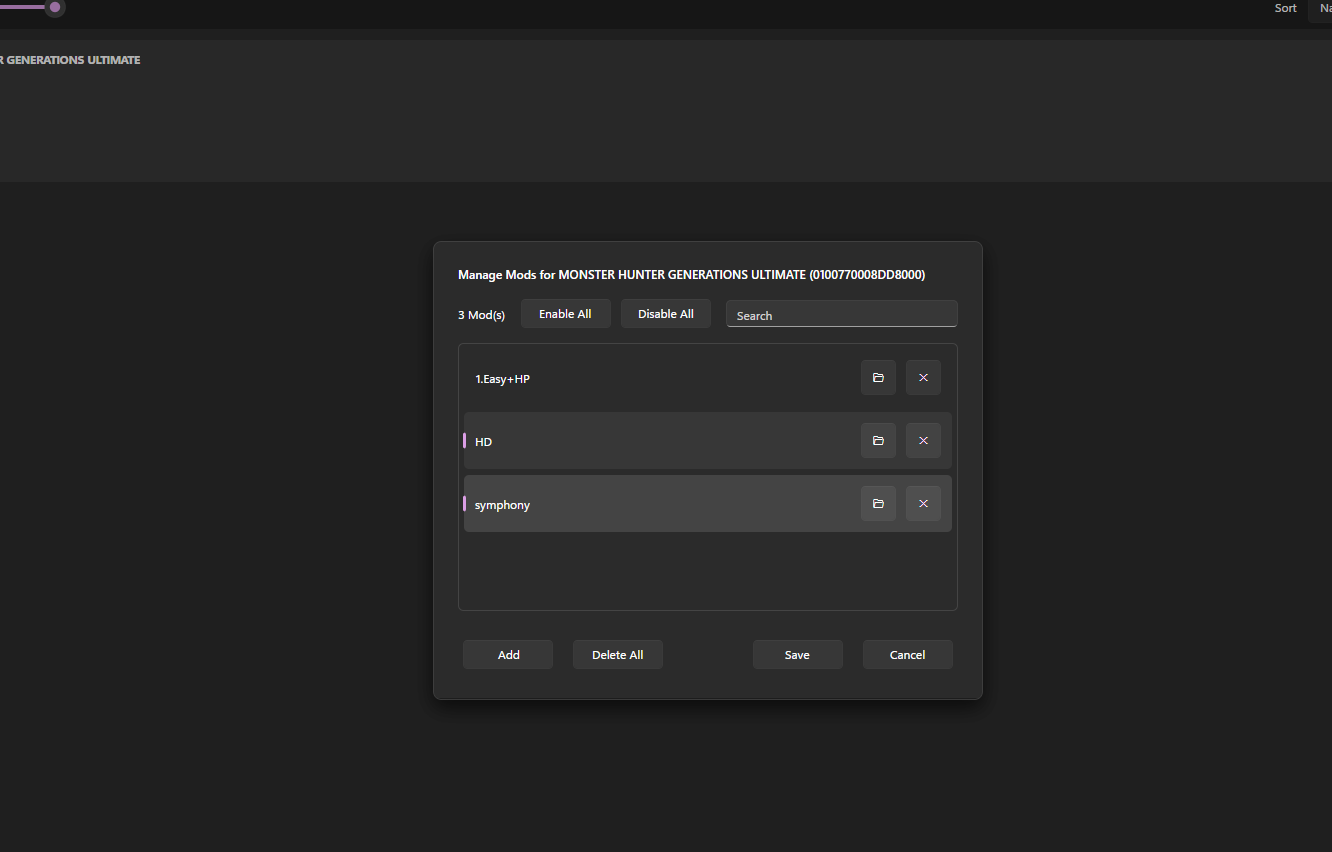 Sort
GENERATIONS ULTIMATE
Manage Mods for MONSTER HUNTER GENERATIONS ULTIMATE (0100770008DD8000)
3 Mod(s) Enable All Disable All Search
1.Easy+HP
HD
symphony
Add Delete All Save Cancel